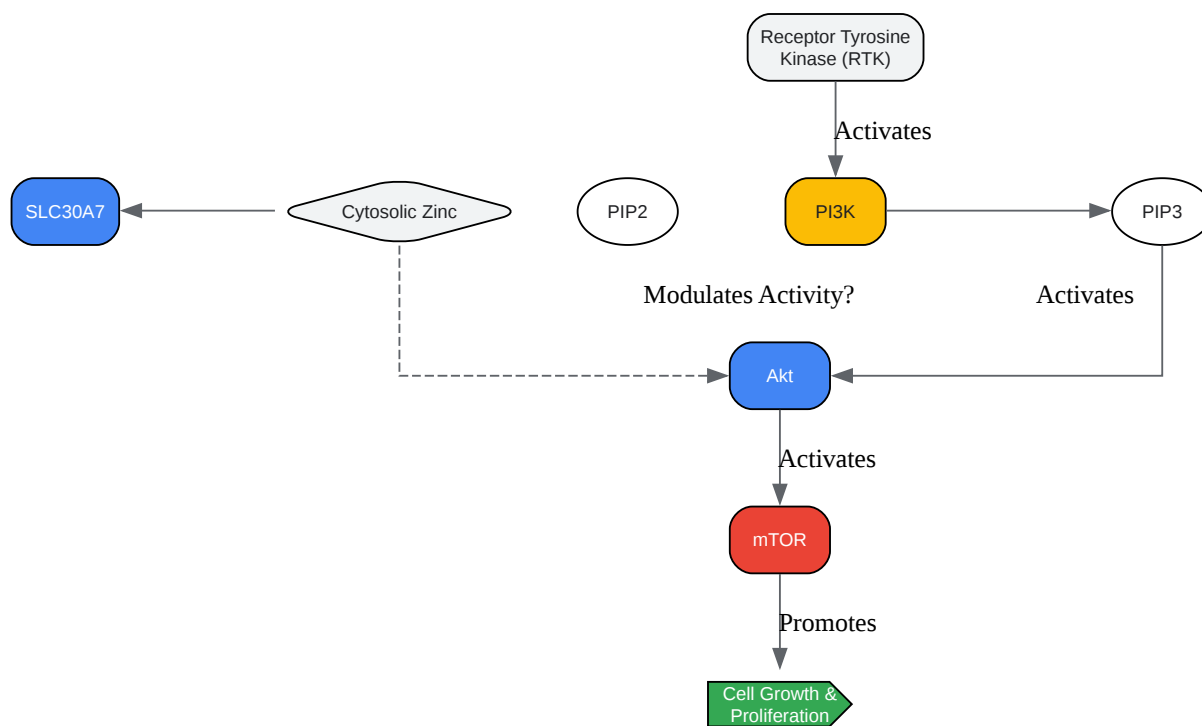 Receptor Tyrosine
Kinase (RTK)
Activates
SLC30A7
Cytosolic Zinc
PIP2
PI3K
PIP3
Modulates Activity?
Activates
Akt
Activates
mTOR
Promotes
Cell Growth &
Proliferation